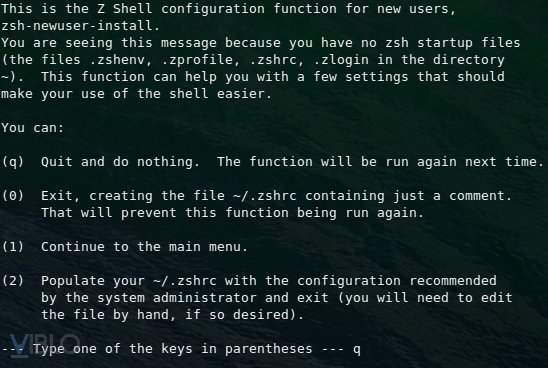 This is the Z Shell configuration function for new users,
zsh-newuser-install.
You are seeing this message because you have no zsh startup files
(the files .zshenv, .zprofile, .zshrc, .zlogin in the directory
~).  This function can help you with a few settings that should
make your use of the shell easier.

You can:

(q)  Quit and do nothing.  The function will be run again next time.

(0)  Exit, creating the file ~/.zshrc containing just a comment.
     That will prevent this function being run again.

(1)  Continue to the main menu.

(2)  Populate your ~/.zshrc with the configuration recommended
     by the system administrator and exit (you will need to edit
     the file by hand, if so desired).

VIBLO
--- Type one of the keys in parentheses --- q